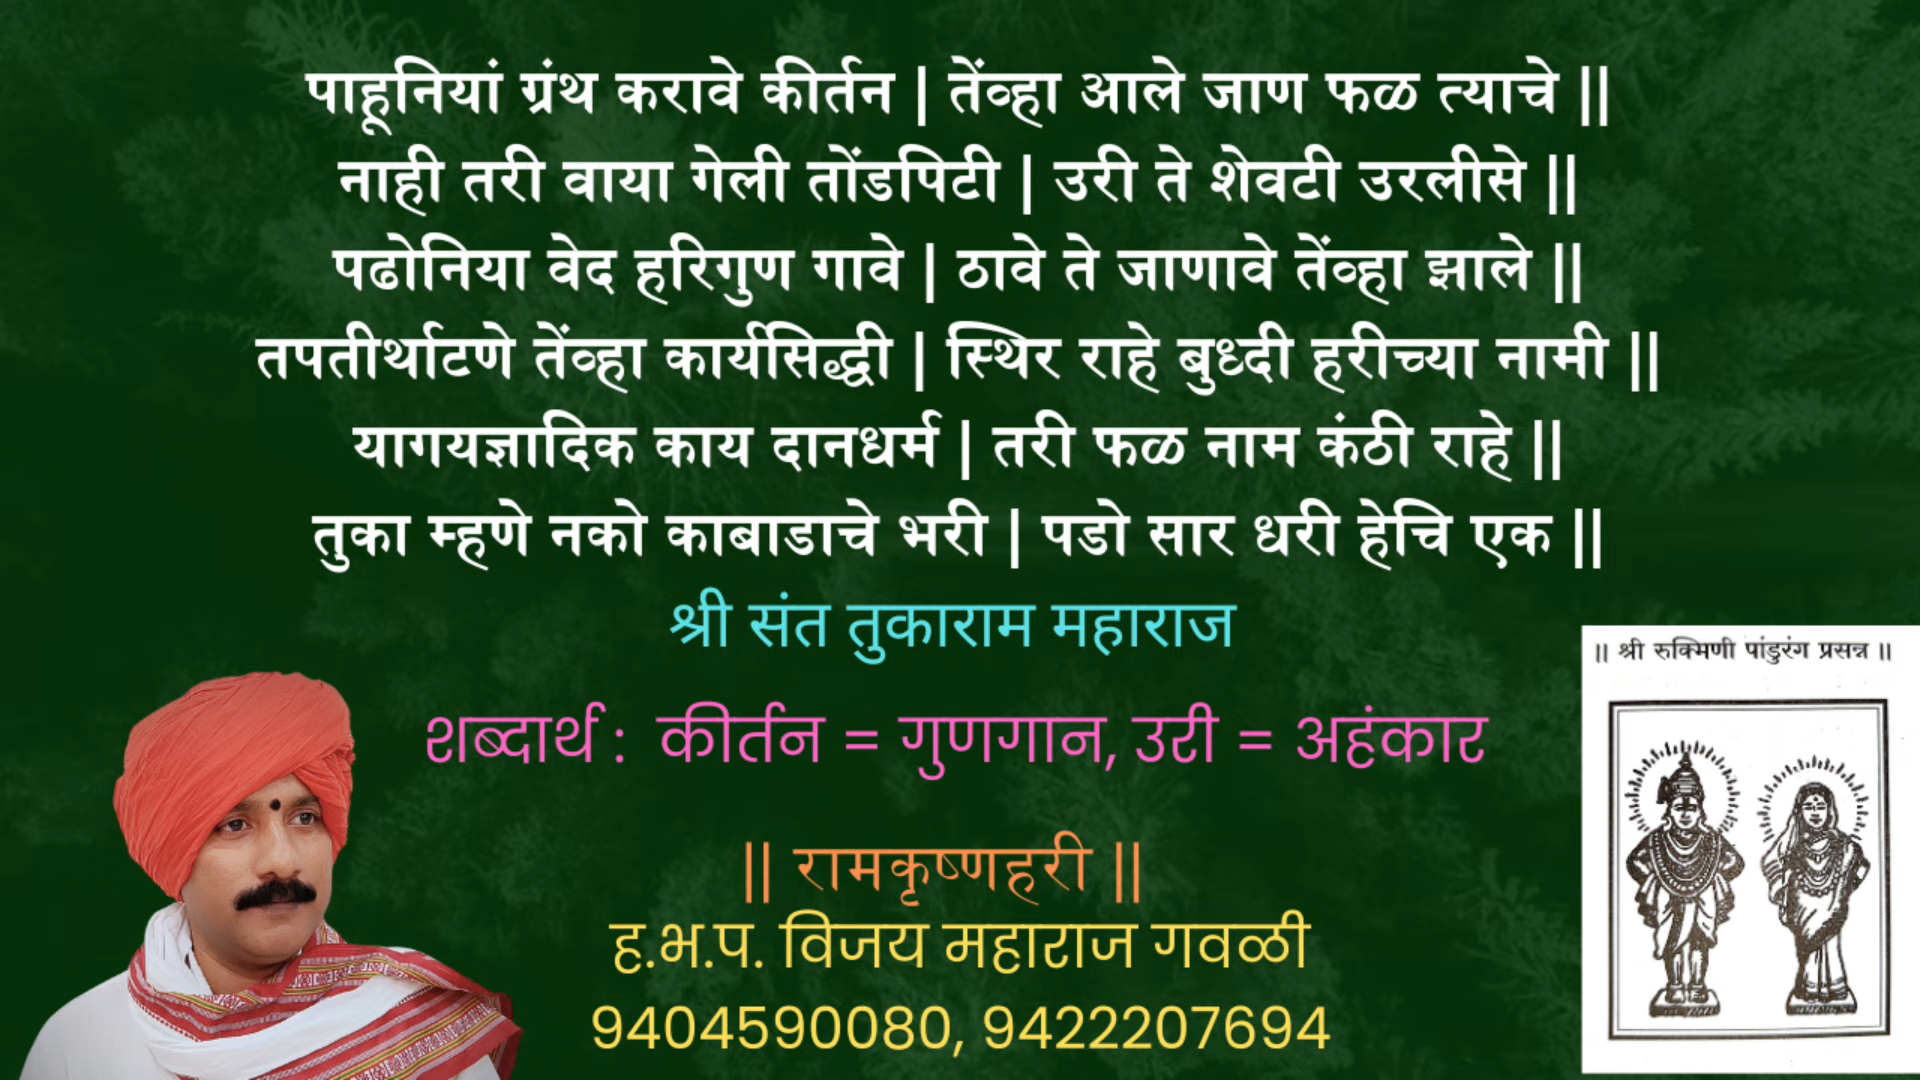 पाहूनियां ग्रंथ करावे कीर्तन | तेंव्हा आले जाण फळ त्याचे ||
नाही तरी वाया गेली तोंडपिटी | उरी ते शेवटी उरलीसे ||
पढोनिया वेद हरिगुण गावे | ठावे ते जाणावे तेंव्हा झाले ||
तपतीर्थाटणे तेंव्हा कार्यसिद्धी | स्थिर राहे बुध्दी हरीच्या नामी ||
यागयज्ञादिक काय दानधर्म | तरी फळ नाम कंठी राहे ||
तुका म्हणे नको काबाडाचे भरी | पडो सार धरी हेचि एक ||
श्री संत तुकाराम महाराज
शब्दार्थ : कीर्तन = गुणगान, उरी = अहंकार
|| रामकृष्णहरी ||
ह.भ.प. विजय महाराज गवळी
9404590080, 9422207694
|| श्री रुक्मिणी पांडुरंग प्रसन्न ||